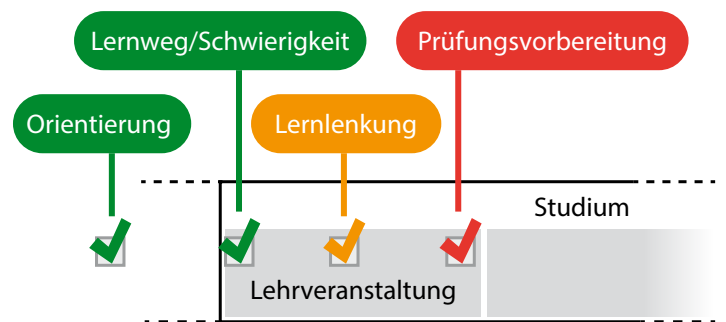 Lernweg/Schwierigkeit
Prüfungsvorbereitung
Orientierung
Lernlenkung
Studium
Lehrveranstaltung